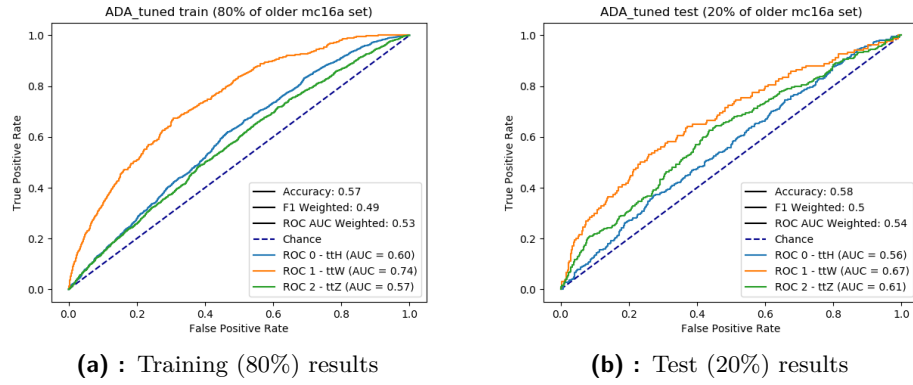 ADA_tuned train (80% of older mc16a set)
True Positive Rate
1.0
0.8
0.6
0.4
0.2
0.0
Accuracy: 0.57
F1 Weighted: 0.49
ROC AUC Weighted: 0.53
Chance
ROC 0 - ttH (AUC = 0.60)
ROC 1 - ttW (AUC = 0.74)
ROC 2 - ttZ (AUC = 0.57)
0.0 0.2 0.4 0.6 0.8 1.0
False Positive Rate
(a) : Training (80%) results
ADA_tuned test (20% of older mc16a set)
True Positive Rate
1.0
0.8
0.6
0.4
0.2
0.0
Accuracy: 0.58
F1 Weighted: 0.5
ROC AUC Weighted: 0.54
Chance
ROC 0 - ttH (AUC = 0.56)
ROC 1 - ttW (AUC = 0.67)
ROC 2 - ttZ (AUC = 0.61)
0.0 0.2 0.4 0.6 0.8 1.0
False Positive Rate
(b) : Test (20%) results